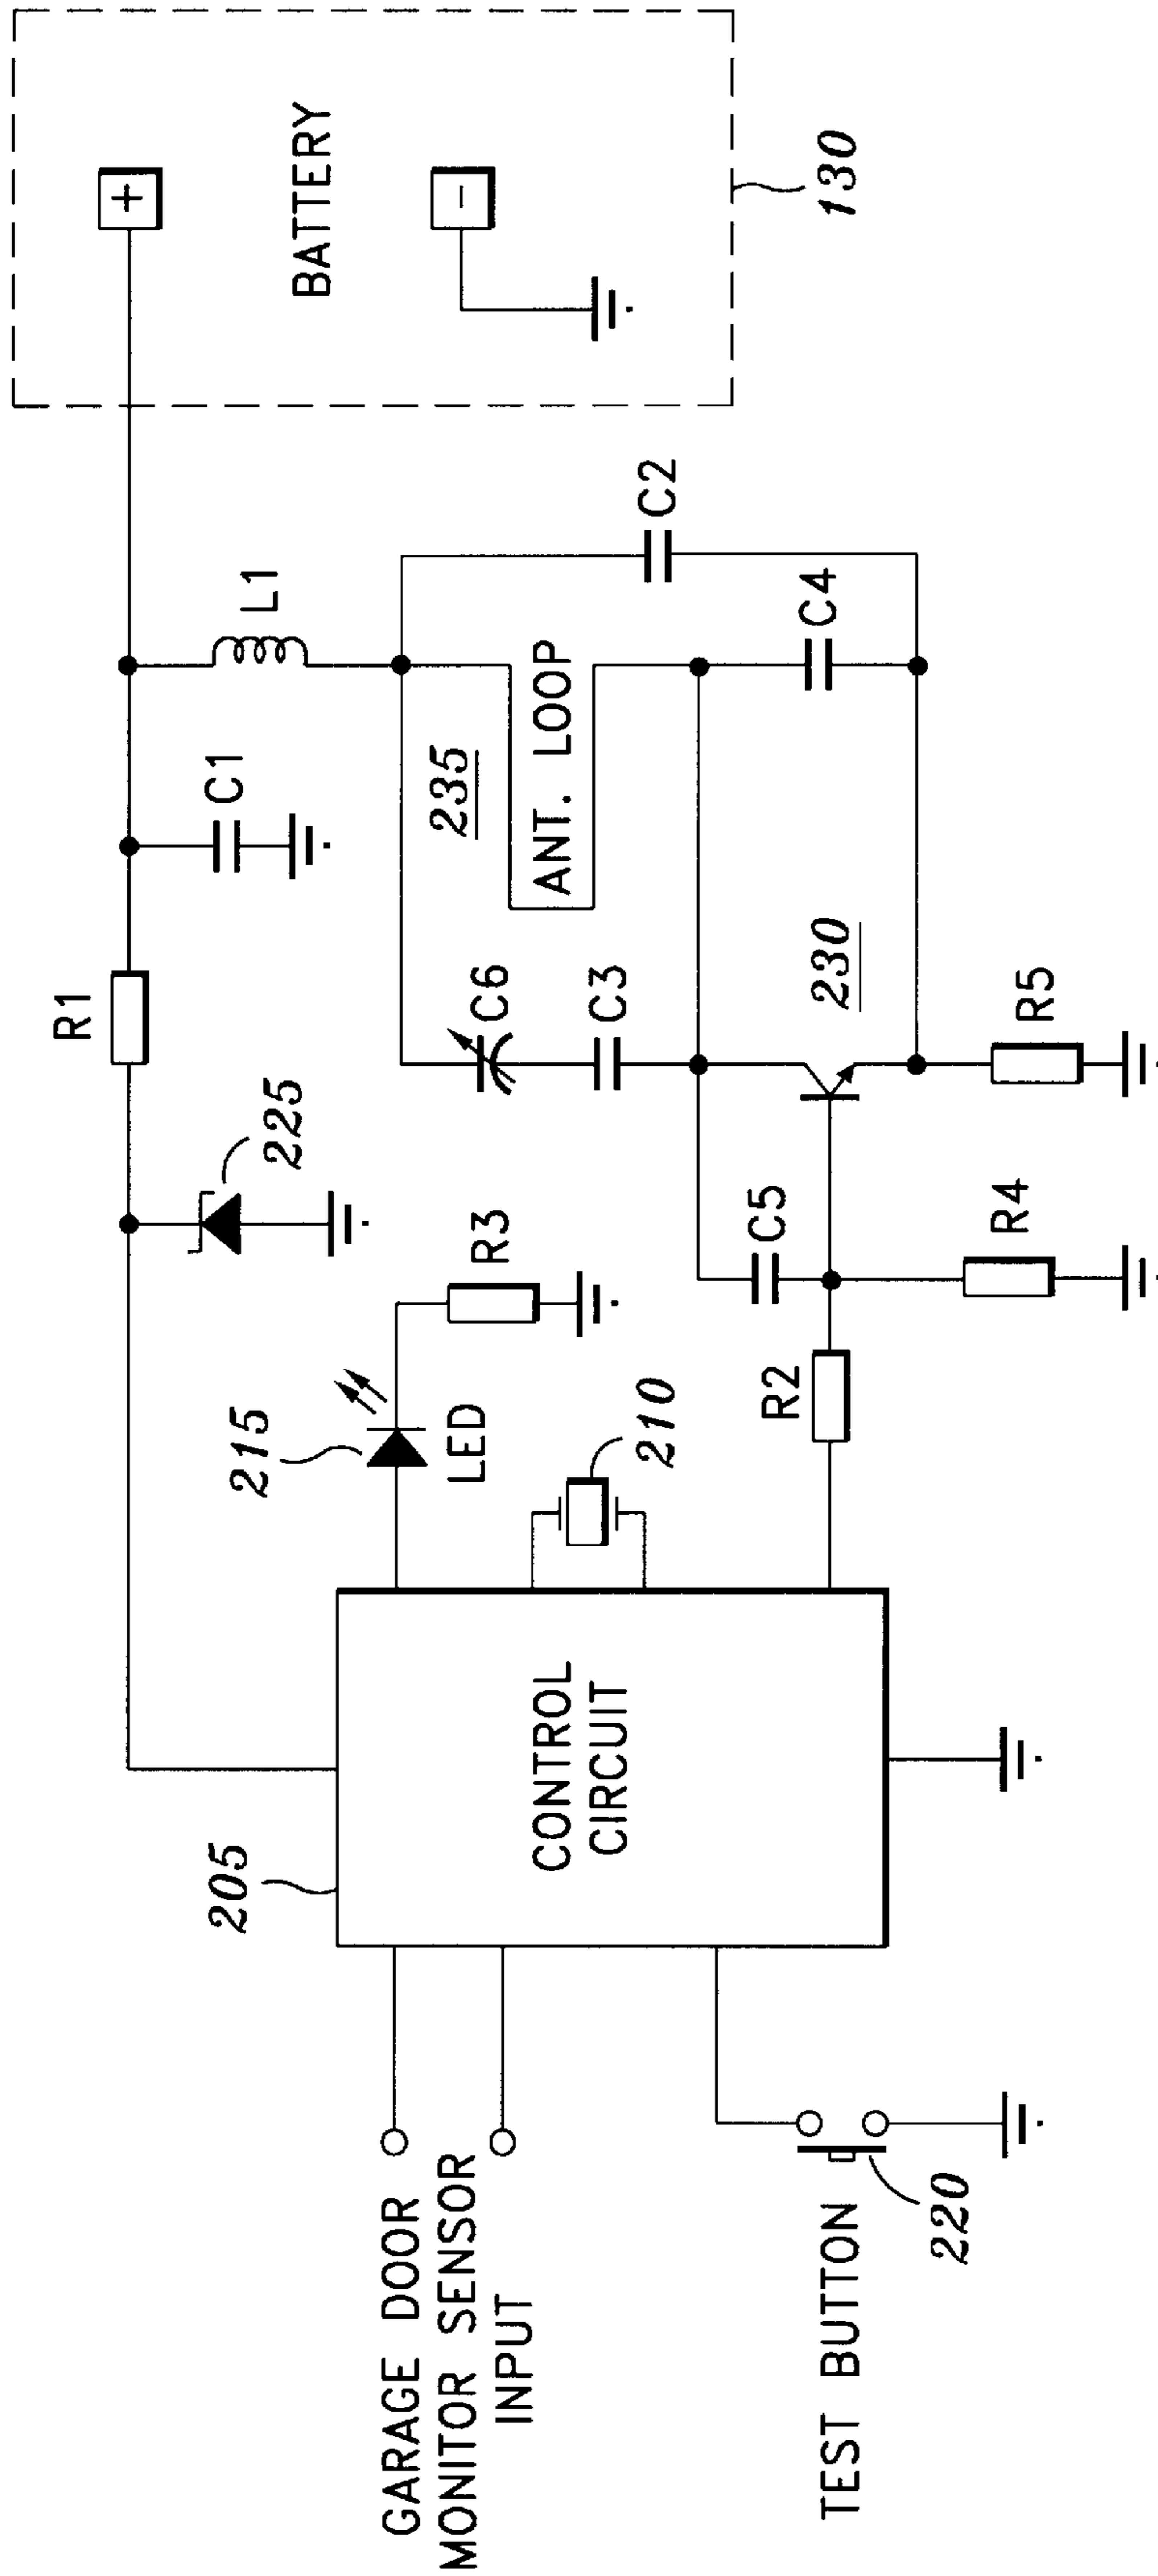 GARAGE DOOR
MONITOR SENSOR
INPUT
TEST BUTTON
220
205
CONTROL
CIRCUIT
215
LED
210
R3
225
R1
C1
L1
R2
C5
R4
C6
C3
230
R5
235
ANT. LOOP
C2
C4
+
BATTERY
-
130